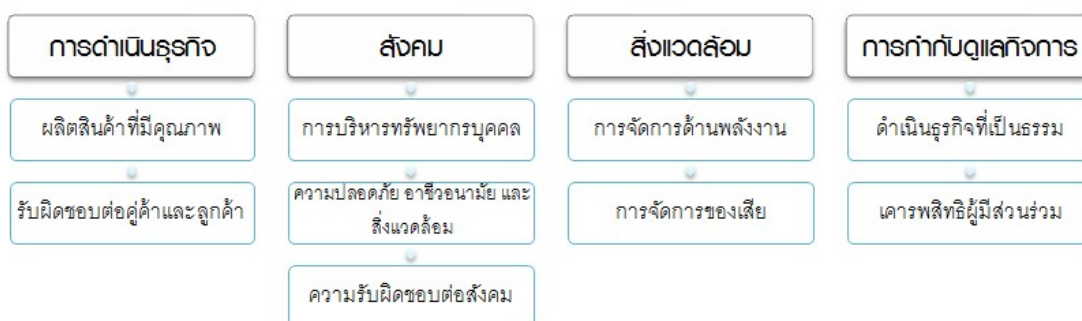 การดำเนินธุรกิจ
ผลิตสินค้าที่มีคุณภาพ
รับผิดชอบต่อคู่ค้าและลูกค้า
สังคม
การบริหารทรัพยากรบุคคล
ความปลอดภัย อาชีวอนามัย และ
สิ่งแวดล้อม
ความรับผิดชอบต่อสังคม
สิ่งแวดล้อม
การจัดการด้านพลังงาน
การจัดการของเสีย
การกำกับดูแลกิจการ
ดำเนินธุรกิจที่เป็นธรรม
เคารพสิทธิผู้มีส่วนร่วม